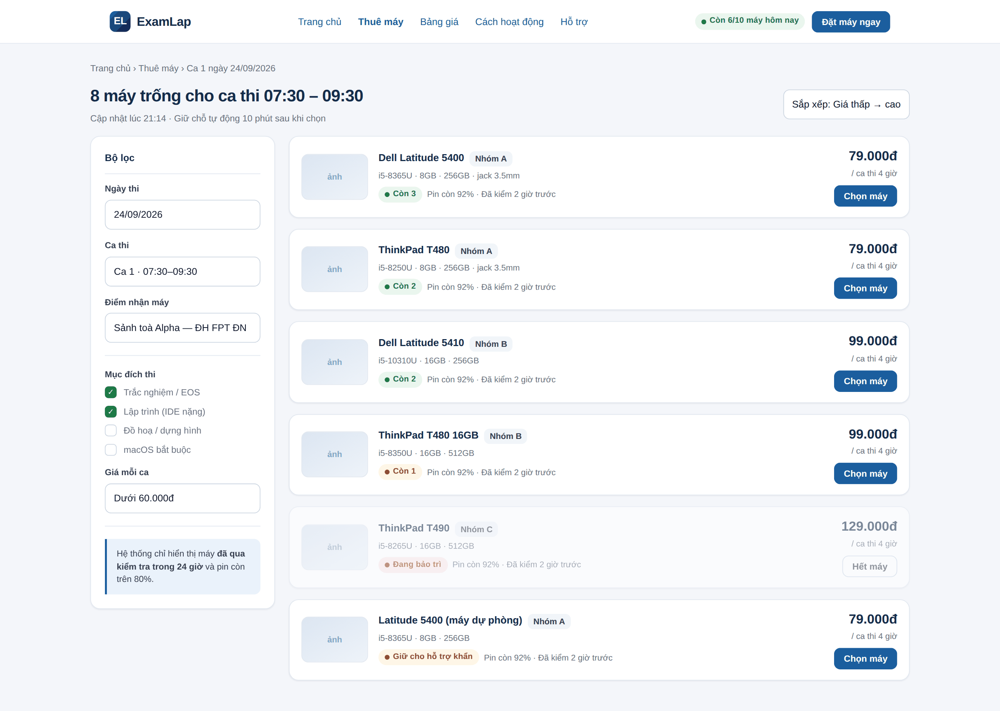 EL ExamLap
Trang chủ Thuê máy Bảng giá Cách hoạt động Hỗ trợ
Còn 6/10 máy hôm nay
Đặt máy ngay
Trang chủ › Thuê máy › Ca 1 ngày 24/09/2026
8 máy trống cho ca thi 07:30 – 09:30
Cập nhật lúc 21:14 · Giữ chỗ tự động 10 phút sau khi chọn
Sắp xếp: Giá thấp → cao
Bộ lọc
Ngày thi
24/09/2026
Ca thi
Ca 1 · 07:30–09:30
Điểm nhận máy
Sảnh toà Alpha — ĐH FPT ĐN
Mục đích thi
✓ Trắc nghiệm / EOS
✓ Lập trình (IDE nặng)
Đồ hoạ / dựng hình
macOS bắt buộc
Giá mỗi ca
Dưới 60.000đ
Hệ thống chỉ hiển thị máy đã qua
kiểm tra trong 24 giờ và pin còn
trên 80%.
ảnh
Dell Latitude 5400 Nhóm A
i5-8365U · 8GB · 256GB · jack 3.5mm
Còn 3 Pin còn 92% · Đã kiểm 2 giờ trước
79.000đ
/ ca thi 4 giờ
Chọn máy
ảnh
ThinkPad T480 Nhóm A
i5-8250U · 8GB · 256GB · jack 3.5mm
Còn 2 Pin còn 92% · Đã kiểm 2 giờ trước
79.000đ
/ ca thi 4 giờ
Chọn máy
ảnh
Dell Latitude 5410 Nhóm B
i5-10310U · 16GB · 256GB
Còn 2 Pin còn 92% · Đã kiểm 2 giờ trước
99.000đ
/ ca thi 4 giờ
Chọn máy
ảnh
ThinkPad T480 16GB Nhóm B
i5-8350U · 16GB · 512GB
Còn 1 Pin còn 92% · Đã kiểm 2 giờ trước
99.000đ
/ ca thi 4 giờ
Chọn máy
ảnh
ThinkPad T490 Nhóm C
i5-8265U · 16GB · 512GB
Đang bảo trì Pin còn 92% · Đã kiểm 2 giờ trước
129.000đ
/ ca thi 4 giờ
Hết máy
ảnh
Latitude 5400 (máy dự phòng) Nhóm A
i5-8365U · 8GB · 256GB
Giữ cho hỗ trợ khẩn Pin còn 92% · Đã kiểm 2 giờ trước
79.000đ
/ ca thi 4 giờ
Chọn máy